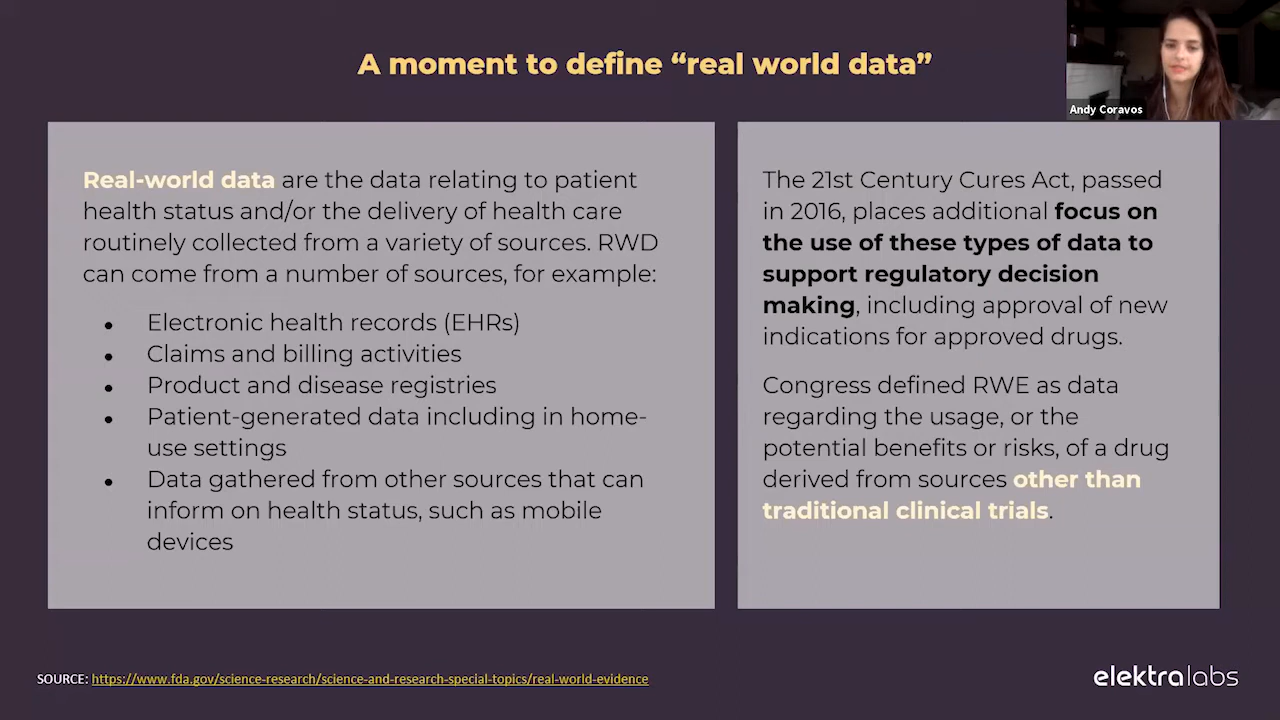 A moment to define “real world data”
Andy Coravos
Real-world data are the data relating to patient
health status and/or the delivery of health care
routinely collected from a variety of sources. RWD
can come from a number of sources, for example:
● Electronic health records (EHRs)
● Claims and billing activities
● Product and disease registries
● Patient-generated data including in home-
use settings
● Data gathered from other sources that can
inform on health status, such as mobile
devices
The 21st Century Cures Act, passed
in 2016, places additional focus on
the use of these types of data to
support regulatory decision
making, including approval of new
indications for approved drugs.
Congress defined RWE as data
regarding the usage, or the
potential benefits or risks, of a drug
derived from sources other than
traditional clinical trials.
SOURCE: https://www.fda.gov/science-research/science-and-research-special-topics/real-world-evidence
elektralabs